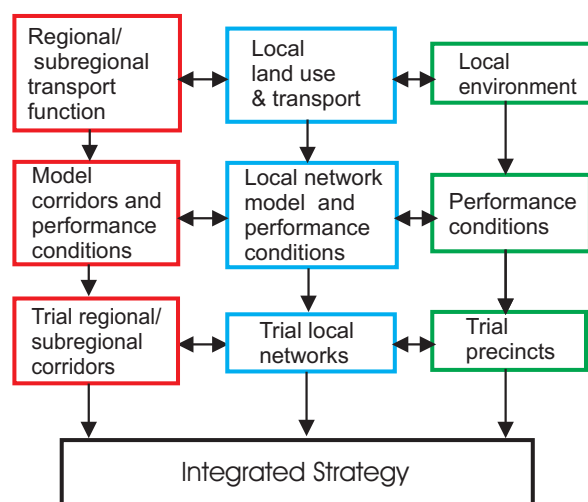 Regional/
subregional
transport
function
Local
land use
& transport
Local
environment
Model
corridors and
performance
conditions
Local network
model and
performance
conditions
Performance
conditions
Trial regional/
subregional
corridors
Trial local
networks
Trial
precincts
Integrated Strategy